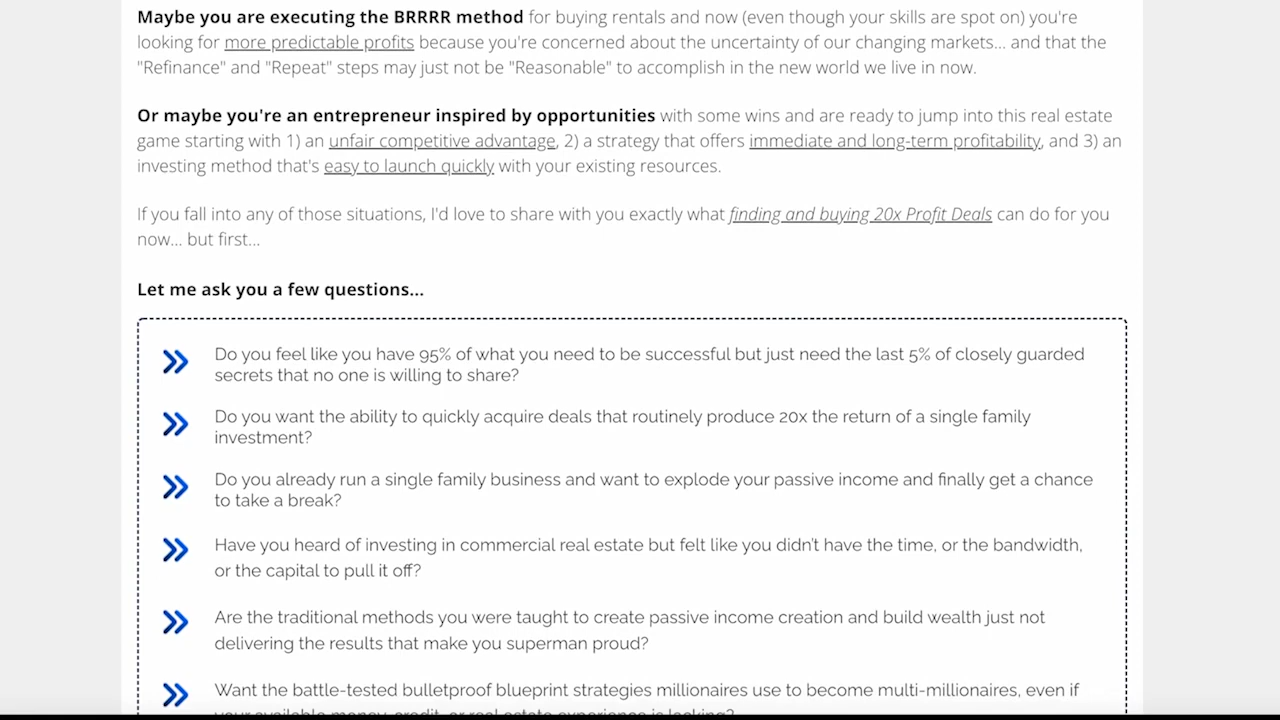 Maybe you are executing the BRRRR method for buying rentals and now (even though your skills are spot on) you're
looking for more predictable profits because you're concerned about the uncertainty of our changing markets... and that the
"Refinance" and "Repeat" steps may just not be "Reasonable" to accomplish in the new world we live in now.
Or maybe you're an entrepreneur inspired by opportunities with some wins and are ready to jump into this real estate
game starting with 1) an unfair competitive advantage, 2) a strategy that offers immediate and long-term profitability, and 3) an
investing method that's easy to launch quickly with your existing resources.
If you fall into any of those situations, I'd love to share with you exactly what finding and buying 20x Profit Deals can do for you
now... but first...
Let me ask you a few questions...
Do you feel like you have 95% of what you need to be successful but just need the last 5% of closely guarded
secrets that no one is willing to share?
Do you want the ability to quickly acquire deals that routinely produce 20x the return of a single family
investment?
Do you already run a single family business and want to explode your passive income and finally get a chance
to take a break?
Have you heard of investing in commercial real estate but felt like you didn't have the time, or the bandwidth,
or the capital to pull it off?
Are the traditional methods you were taught to create passive income creation and build wealth just not
delivering the results that make you superman proud?
Want the battle-tested bulletproof blueprint strategies millionaires use to become multi-millionaires, even if
your available money, credit, or real estate experience is lacking?